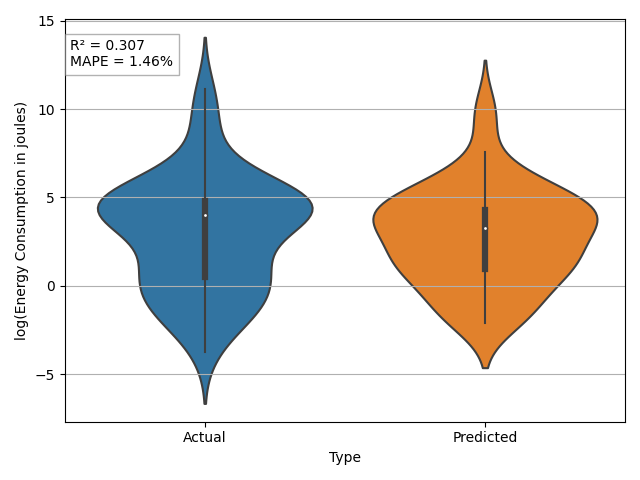 R² = 0.307
MAPE = 1.46%
log(Energy Consumption in joules)
15
10
5
0
−5
Actual
Predicted
Type